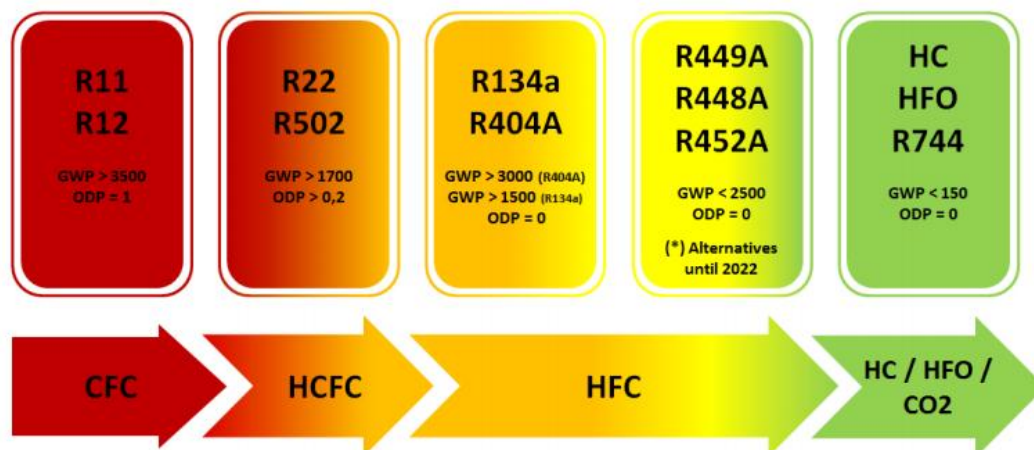 R11
R12
GWP > 3500
ODP = 1
R22
R502
GWP > 1700
ODP > 0,2
R134a
R404A
GWP > 3000 (R404A)
GWP > 1500 (R134a)
ODP = 0
R449A
R448A
R452A
GWP < 2500
ODP = 0
(*) Alternatives
until 2022
HC
HFO
R744
GWP < 150
ODP = 0
CFC
HCFC
HFC
HC / HFO /
CO2